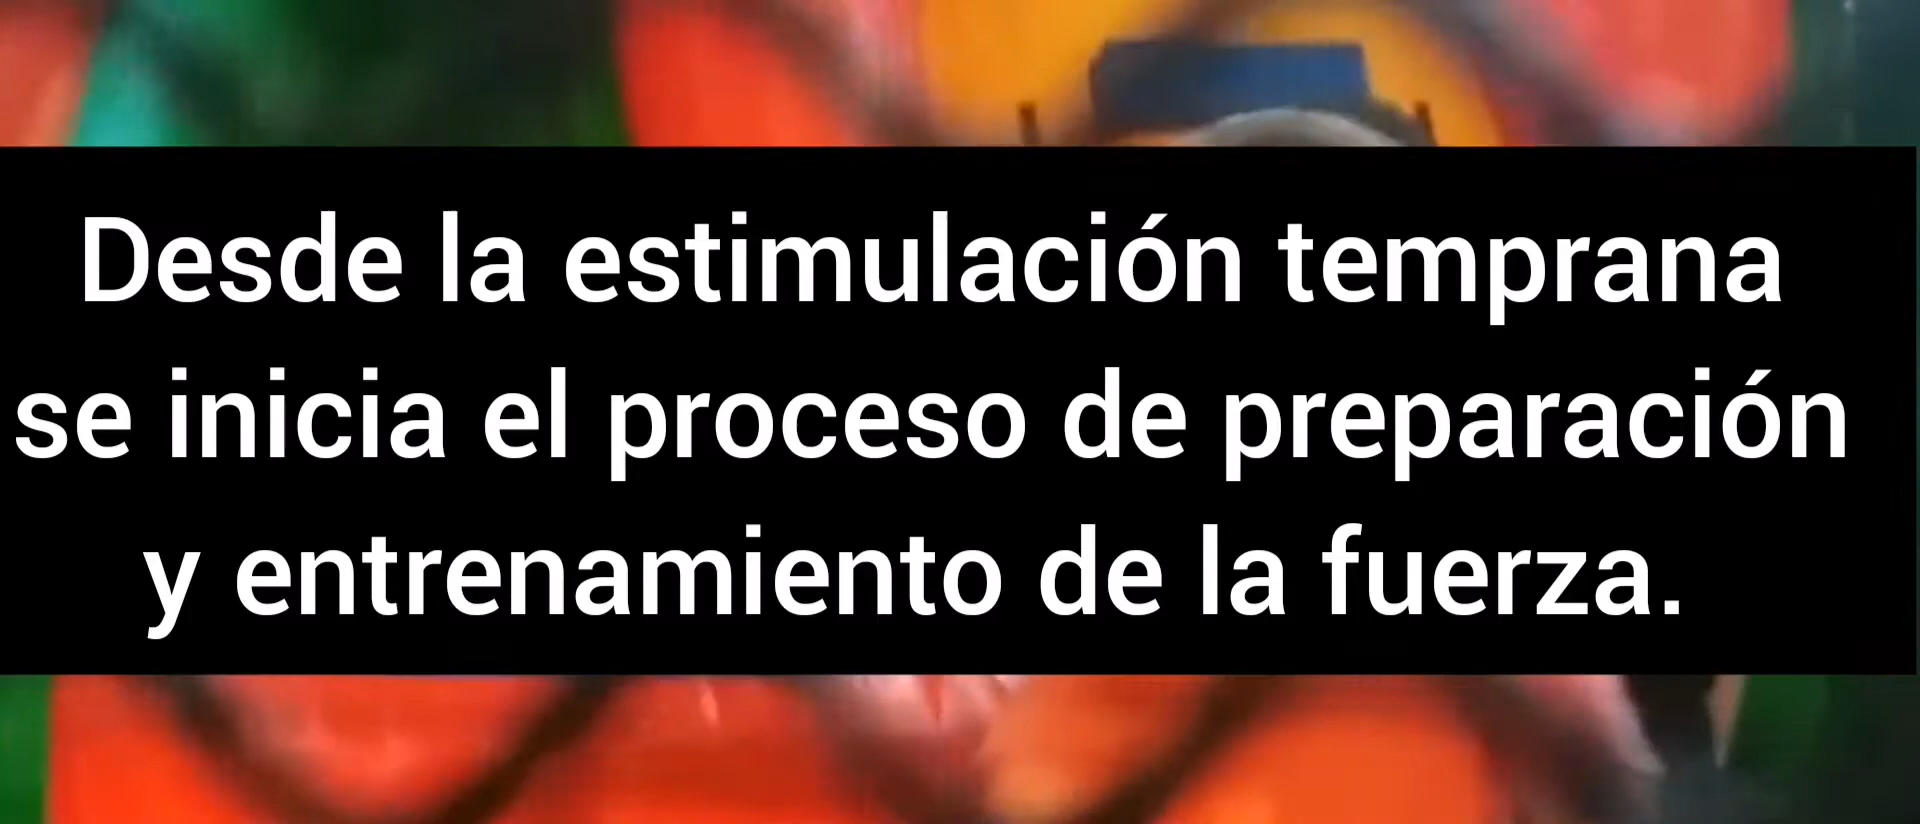 Desde la estimulación temprana
se inicia el proceso de preparación
y entrenamiento de la fuerza.